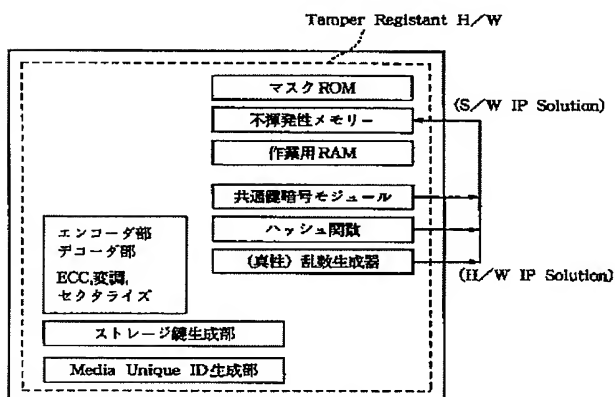 Tamper Registant H/W
マスクROM
不揮発性メモリー
(S/W IP Solution)
作業用RAM
共通鍵暗号モジュール
ハッシュ関数
(真性)乱数生成器
(H/W IP Solution)
エンコーダ部
デコーダ部
ECC,変調,
セクタライズ
ストレージ鍵生成部
Media Unique ID生成部